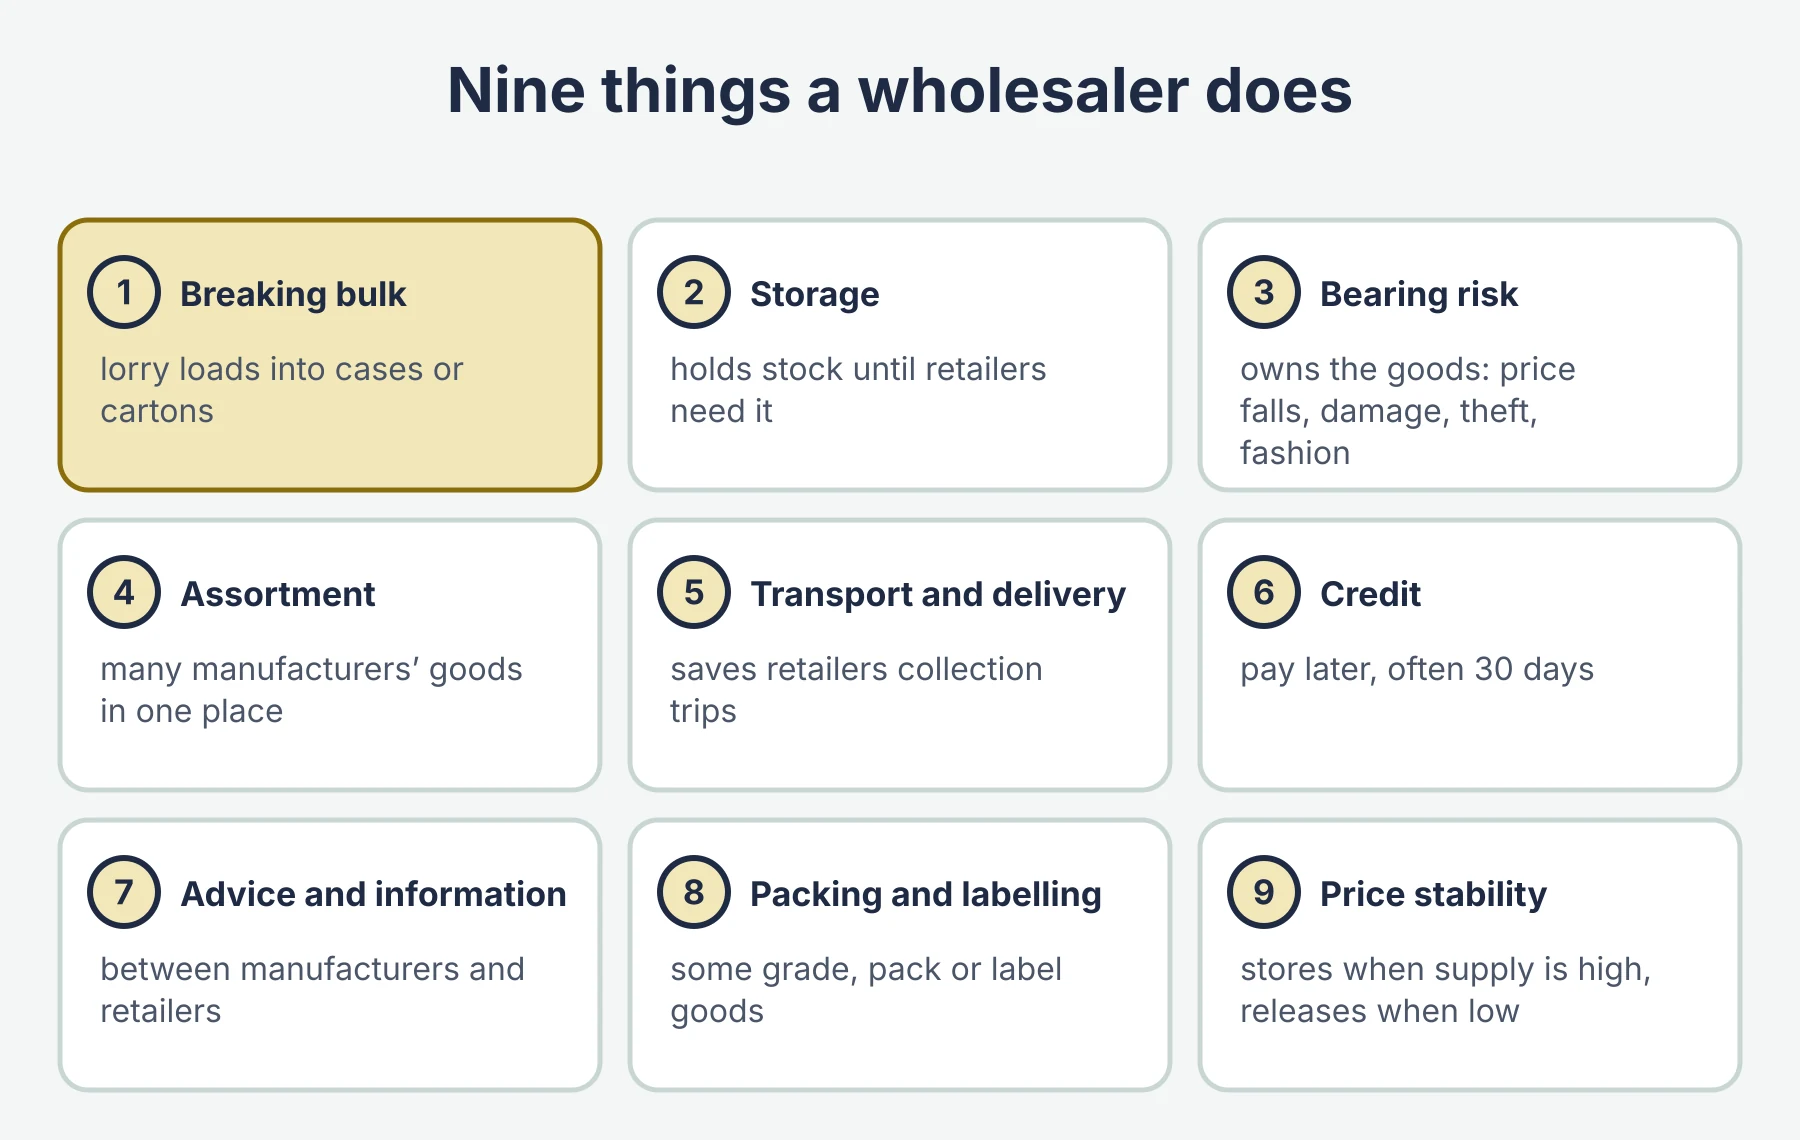 Nine things a wholesaler does
1 Breaking bulk
lorry loads into cases or
cartons
2 Storage
holds stock until retailers
need it
3 Bearing risk
owns the goods: price
falls, damage, theft,
fashion
4 Assortment
many manufacturers’ goods
in one place
5 Transport and delivery
saves retailers collection
trips
6 Credit
pay later, often 30 days
7 Advice and information
between manufacturers and
retailers
8 Packing and labelling
some grade, pack or label
goods
9 Price stability
stores when supply is high,
releases when low